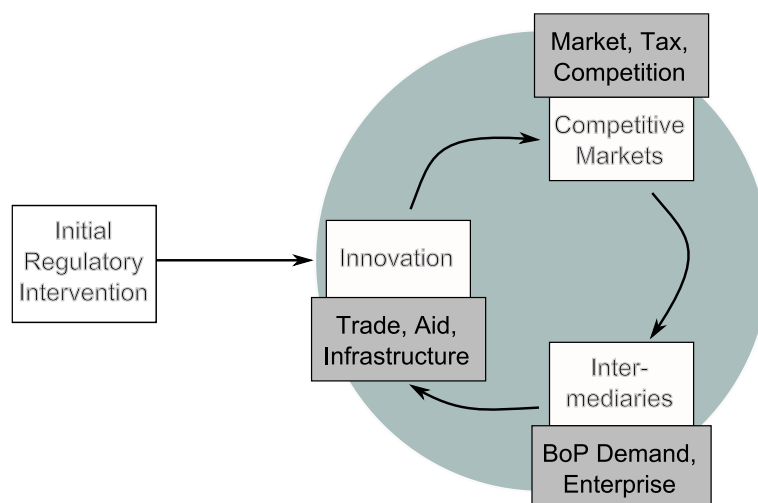 Market, Tax,
Competition
Competitive
Markets
Initial
Regulatory
Intervention
Innovation
Trade, Aid,
Infrastructure
Inter-
mediaries
BoP Demand,
Enterprise